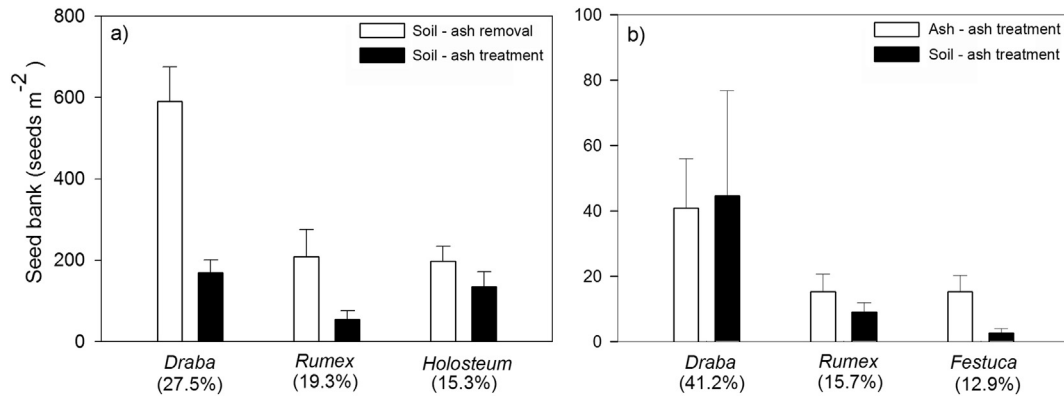 a)
Soil - ash removal
Soil - ash treatment
Seed bank (seeds m-2 )
800
600
400
200
0
Draba
(27.5%)
Rumex
(19.3%)
Holosteum
(15.3%)
b)
Ash - ash treatment
Soil - ash treatment
100
80
60
40
20
0
Draba
(41.2%)
Rumex
(15.7%)
Festuca
(12.9%)